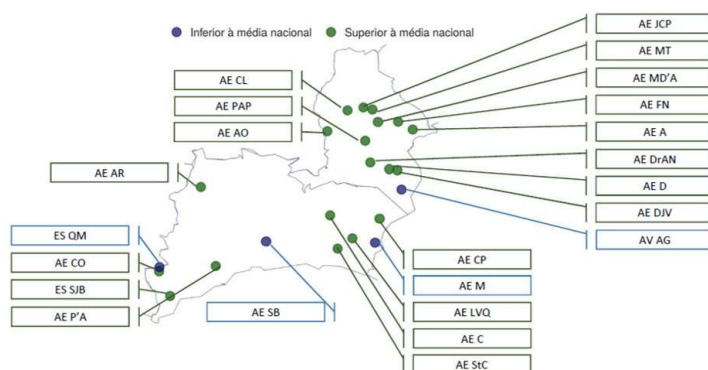 Inferior à média nacional
Superior à média nacional
AE JCP
AE MT
AE MD'A
AE FN
AE A
AE DrAN
AE D
AE DJV
AV AG
AE CL
AE PAP
AE AO
AE AR
ES QM
AE CO
ES SJB
AE P'A
AE SB
AE CP
AE M
AE LVQ
AE C
AE StC